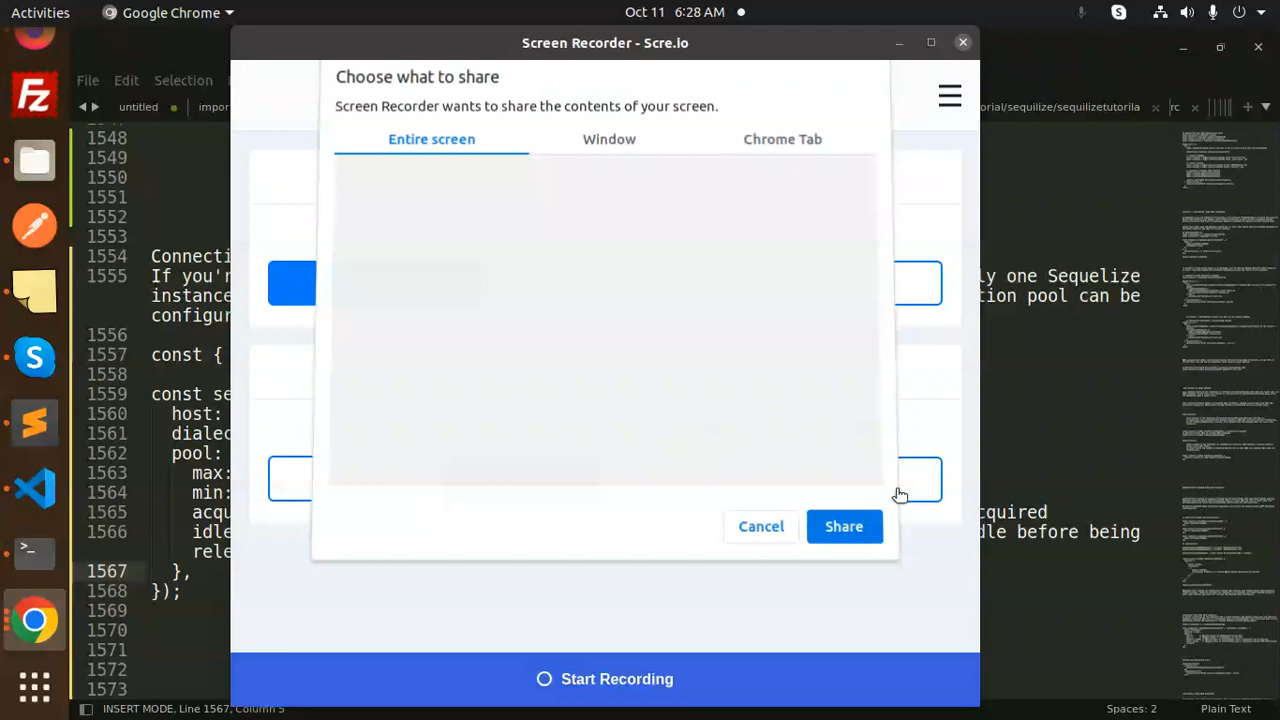 Activities
Google Chrome
Oct 11 6:28 AM
Screen Recorder - Scre.io
File Edit Selection
untitled
impor
orial/sequilize/sequilizetutorila
rc
Choose what to share
Screen Recorder wants to share the contents of your screen.
Entire screen
Window
Chrome Tab
1548
1549
1550
1551
1552
1553
1554 Connecti
1555 If you'r ly one Sequelize
instanc tion pool can be
configur
1556
1557 const {
1558
1559 const se
1560 host:
1561 dialec
1562 pool:
1563 max:
1564 min:
1565 acqu cquired
1566 idle dle before being
rele
1567 },
1568 });
1569
1570
1571
1572
1573
Cancel
Share
Start Recording
INSERT MODE, Line 1567, Column 5
Spaces: 2
Plain Text